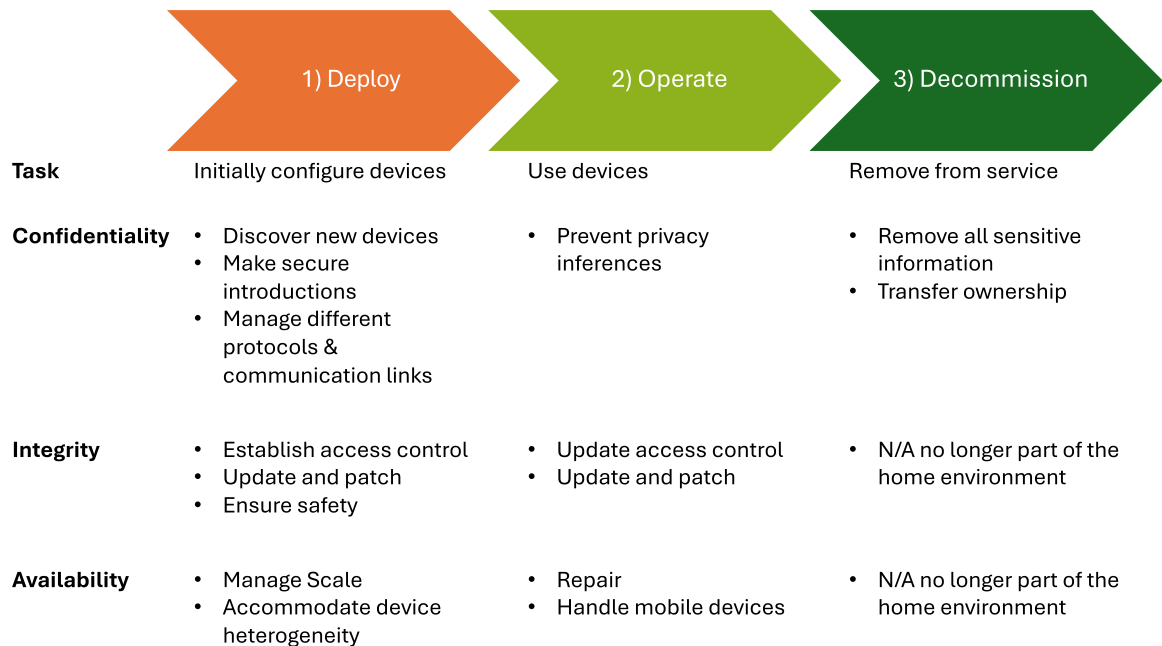 1) Deploy
2) Operate
3) Decommission
Task
Initially configure devices
Use devices
Remove from service
Confidentiality
• Discover new devices
• Make secure
introductions
• Manage different
protocols &
communication links
• Prevent privacy
inferences
• Remove all sensitive
information
• Transfer ownership
Integrity
• Establish access control
• Update and patch
• Ensure safety
• Update access control
• Update and patch
• N/A no longer part of the
home environment
Availability
• Manage Scale
• Accommodate device
heterogeneity
• Repair
• Handle mobile devices
• N/A no longer part of the
home environment